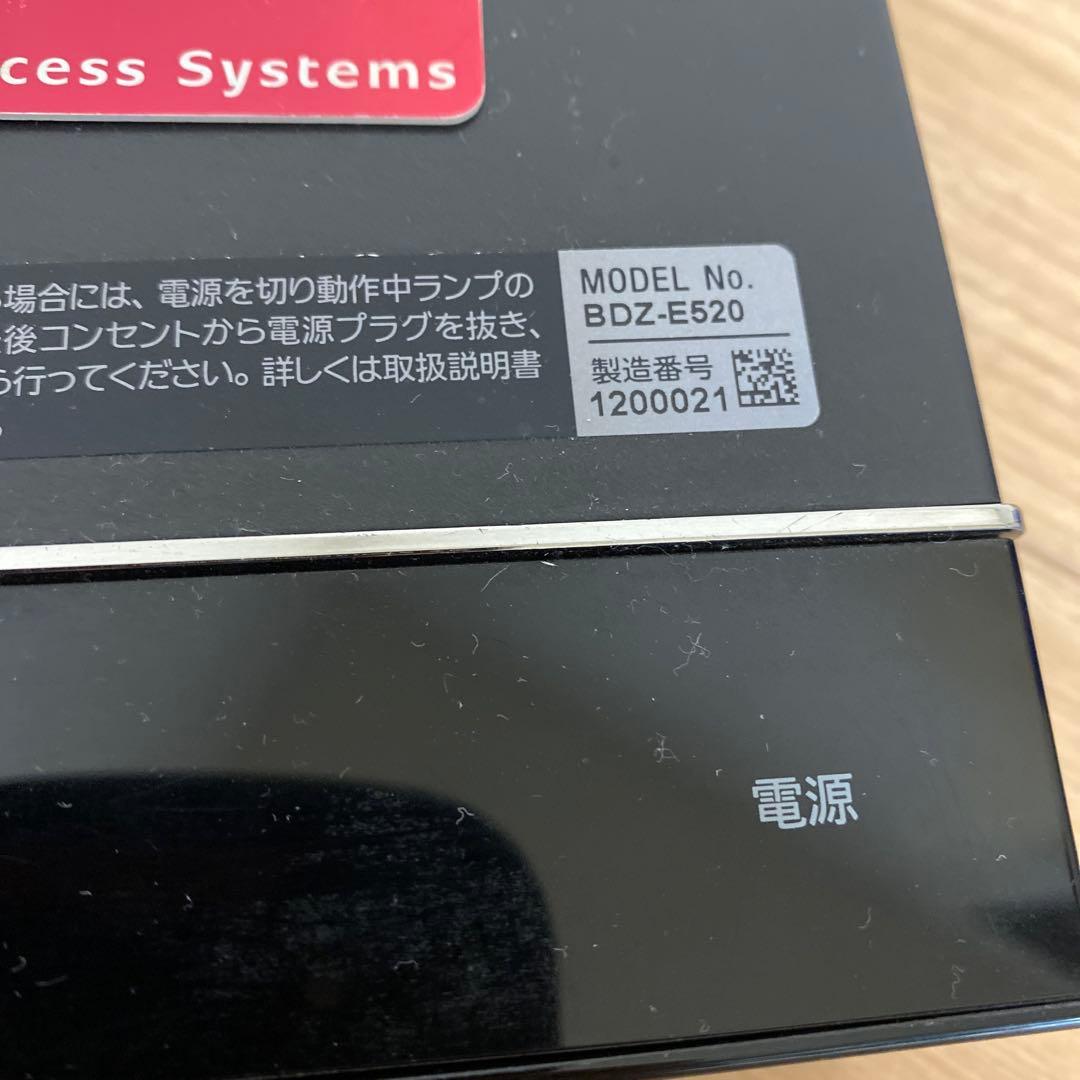 cess Systems
場合には、電源を切り動作中ランプの
後コンセントから電源プラグを抜き、
行ってください。詳しくは取扱説明書
MODEL No.
BDZ-E520
製造番号
1200021
電源